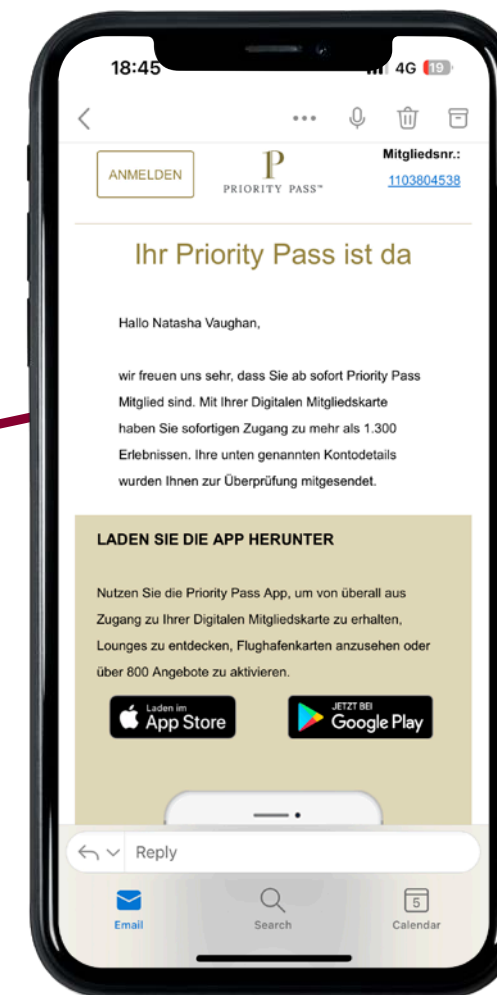 18:45
4G 19
ANMELDEN
P
PRIORITY PASS™
Mitgliedsnr.:
1103804538
Ihr Priority Pass ist da
Hallo Natasha Vaughan,
wir freuen uns sehr, dass Sie ab sofort Priority Pass
Mitglied sind. Mit Ihrer Digitalen Mitgliedskarte
haben Sie sofortigen Zugang zu mehr als 1.300
Erlebnissen. Ihre unten genannten Kontodetails
wurden Ihnen zur Überprüfung mitgesendet.
LADEN SIE DIE APP HERUNTER
Nutzen Sie die Priority Pass App, um von überall aus
Zugang zu Ihrer Digitalen Mitgliedskarte zu erhalten,
Lounges zu entdecken, Flughafenkarten anzusehen oder
über 800 Angebote zu aktivieren.
Laden im
App Store
JETZT BEI
Google Play
Reply
Email
Search
5
Calendar